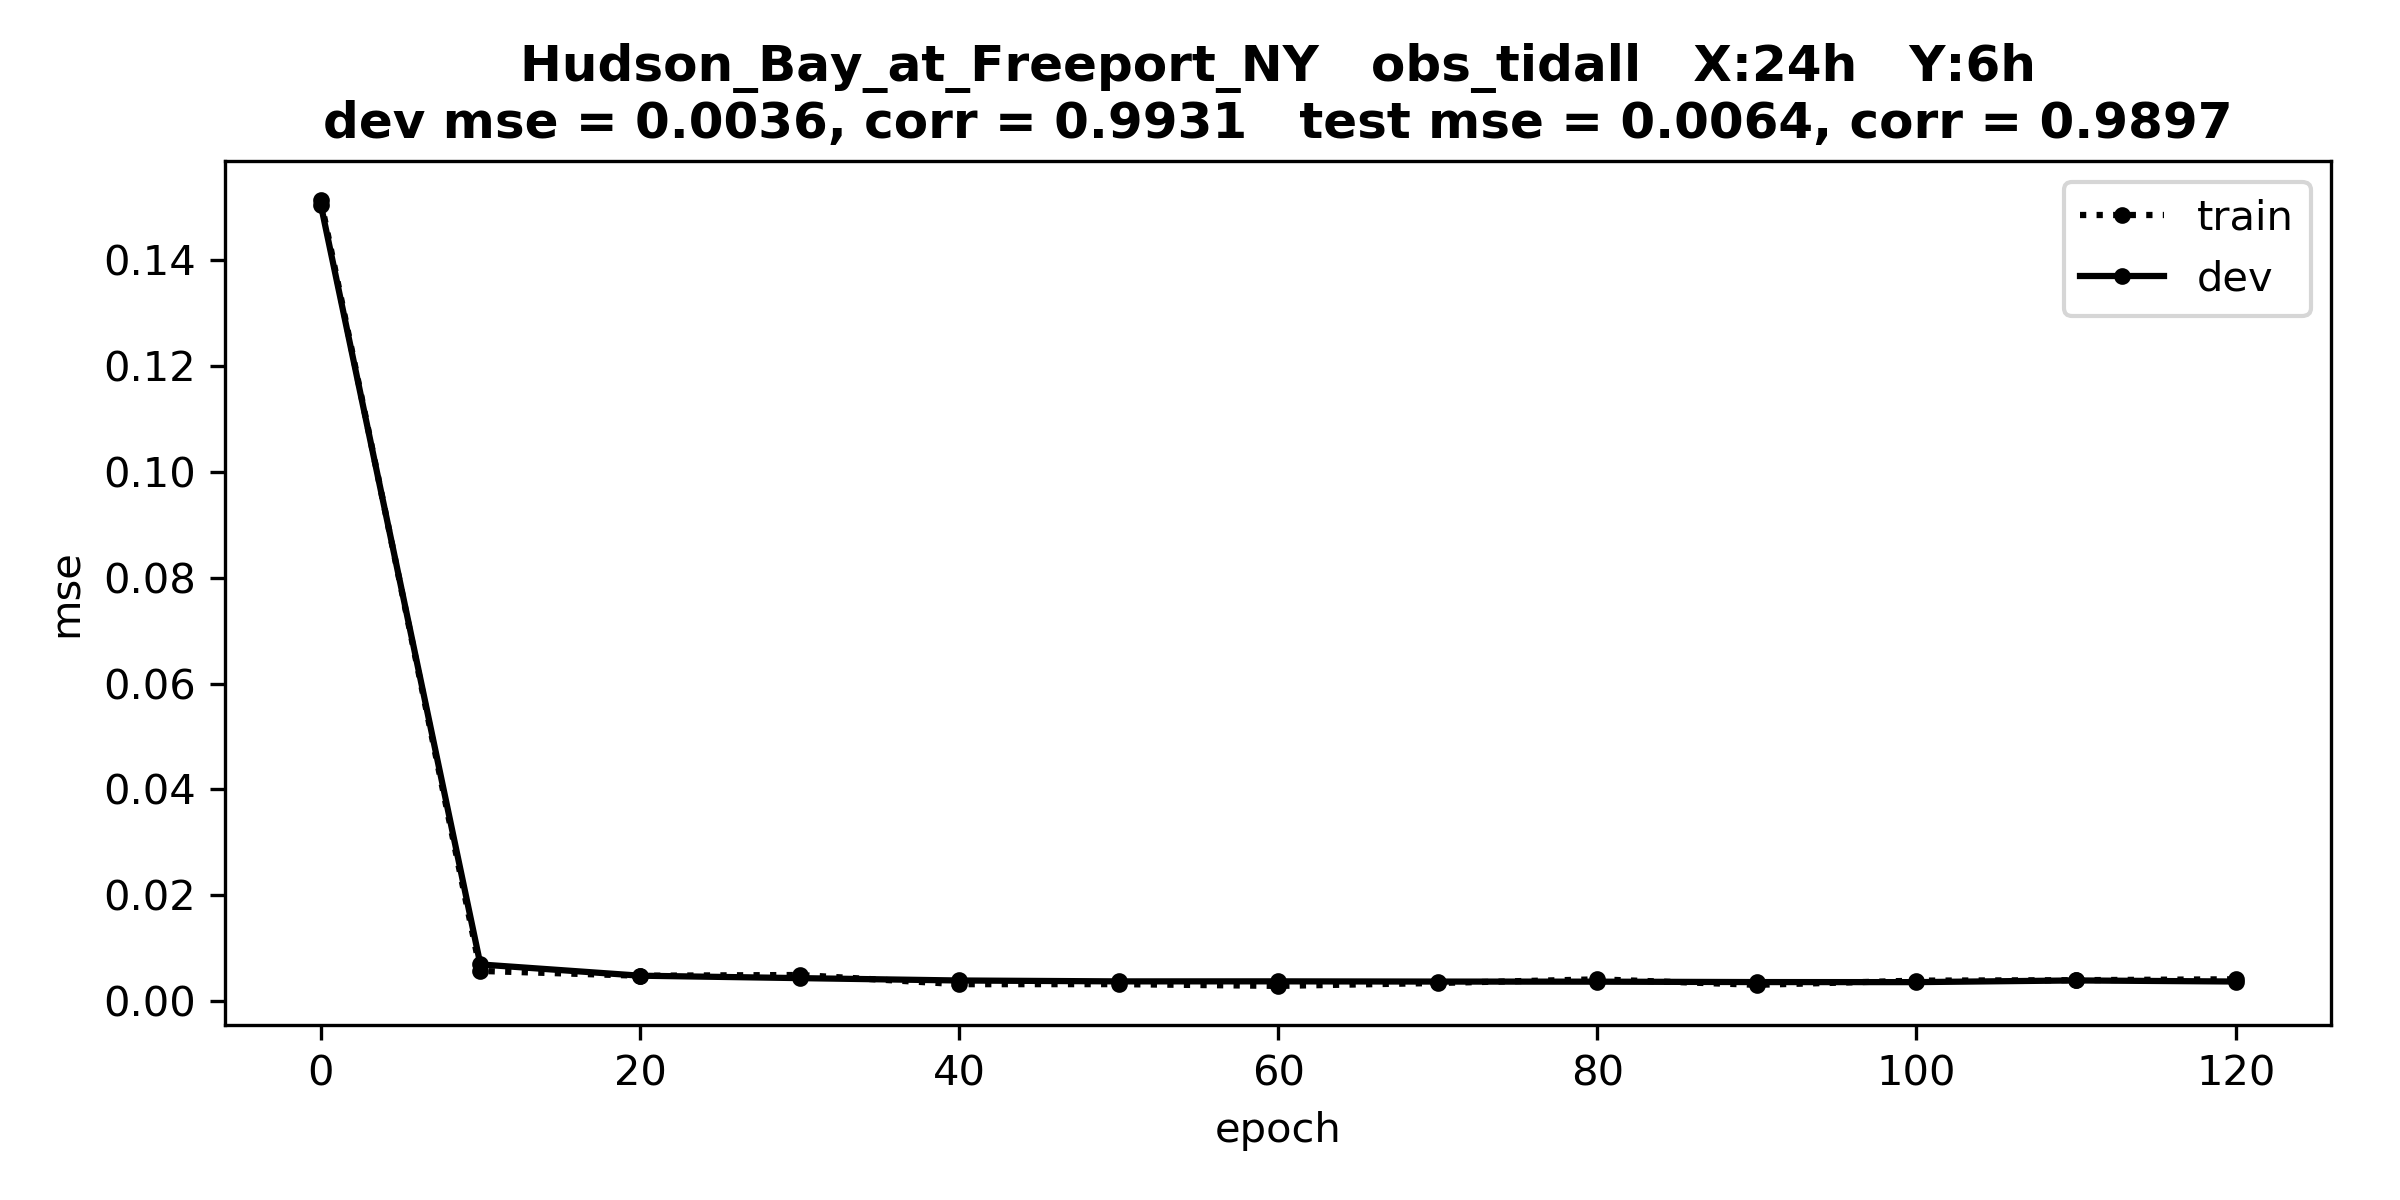 Hudson_Bay_at_Freeport_NY obs_tidall X:24h Y:6h
dev mse = 0.0036, corr = 0.9931 test mse = 0.0064, corr = 0.9897
train
dev
0.14
0.12
0.10
0.08
0.06
0.04
0.02
0.00
mse
0 20 40 60 80 100 120
epoch